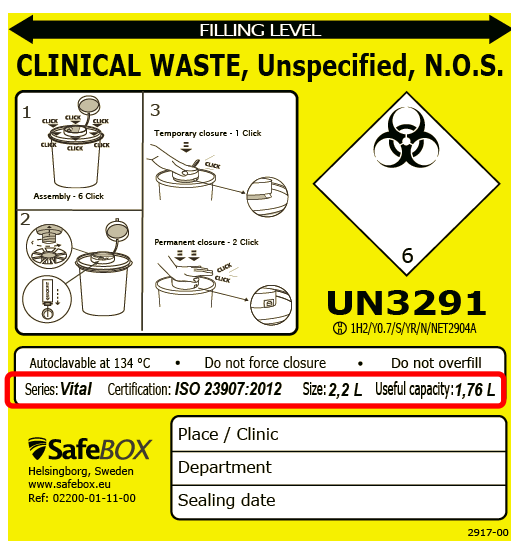 FILLING LEVEL
CLINICAL WASTE, Unspecified, N.O.S.
1
CLICK
CLICK CLICK
CLICK CLICK
CLICK
Assembly - 6 Click
2
3
Temporary closure - 1 Click
CLICK
Permanent closure - 2 Click
CLICK
CLICK
6
UN3291
H 1H2/Y0.7/S/YR/N/NET2904A
Autoclavable at 134 °C • Do not force closure • Do not overfill
Series: Vital Certification: ISO 23907:2012 Size: 2,2 L Useful capacity: 1,76 L
SafeBOX
Helsingborg, Sweden
www.safebox.eu
Ref: 02200-01-11-00
Place / Clinic
Department
Sealing date
2917-00